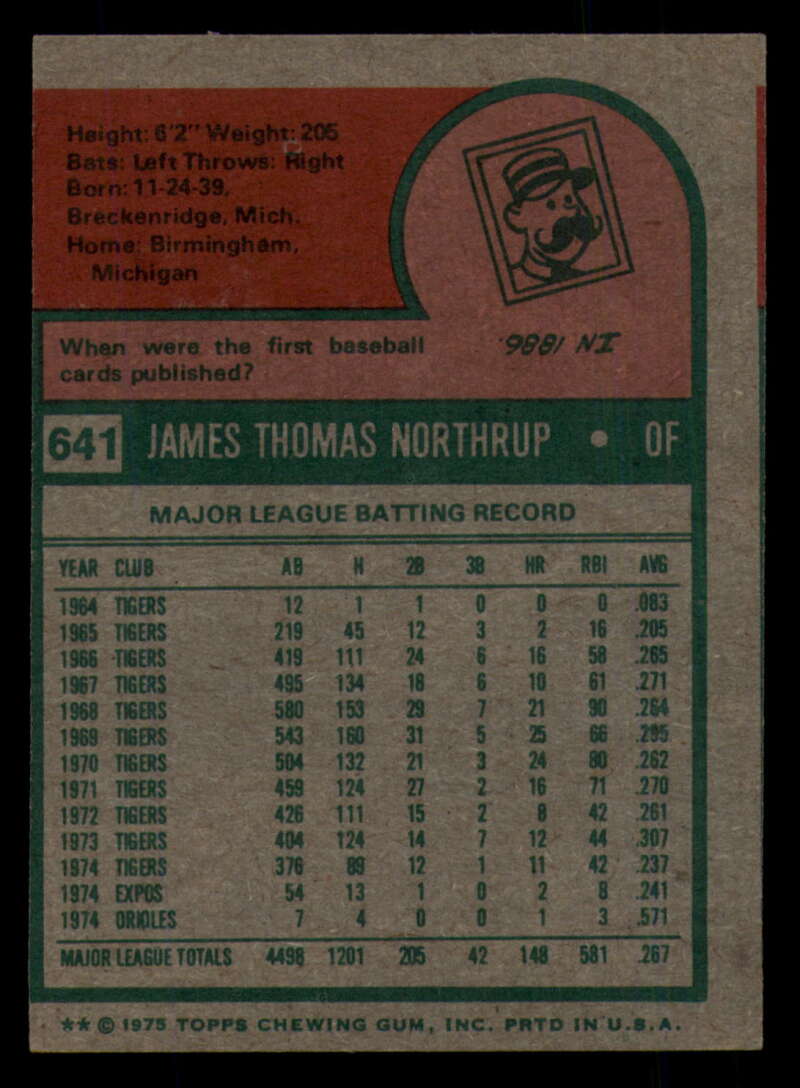 Height: 6'2" Weight: 205
Bats: Left Throws: Right
Born: 11-24-39,
Breckenridge, Mich.
Home: Birmingham,
Michigan
When were the first baseball
cards published?
IN 1886.
641 JAMES THOMAS NORTHRUP • OF
MAJOR LEAGUE BATTING RECORD
YEAR CLUB AB H 2B 3B HR RBI AVG
1964 TIGERS 12 1 1 0 0 0 .083
1965 TIGERS 219 45 12 3 2 16 .205
1966 TIGERS 419 111 24 6 16 58 .265
1967 TIGERS 495 134 18 6 10 61 .271
1968 TIGERS 580 153 29 7 21 90 .264
1969 TIGERS 543 160 31 5 25 66 .295
1970 TIGERS 504 132 21 3 24 80 .262
1971 TIGERS 459 124 27 2 16 71 .270
1972 TIGERS 426 111 15 2 8 42 .261
1973 TIGERS 404 124 14 7 12 44 .307
1974 TIGERS 376 89 12 1 11 42 .237
1974 EXPOS 54 13 1 0 2 8 .241
1974 ORIOLES 7 4 0 0 1 3 .571
MAJOR LEAGUE TOTALS 4498 1201 205 42 148 581 .267
** © 1975 TOPPS CHEWING GUM, INC. PRTD IN U.S.A.